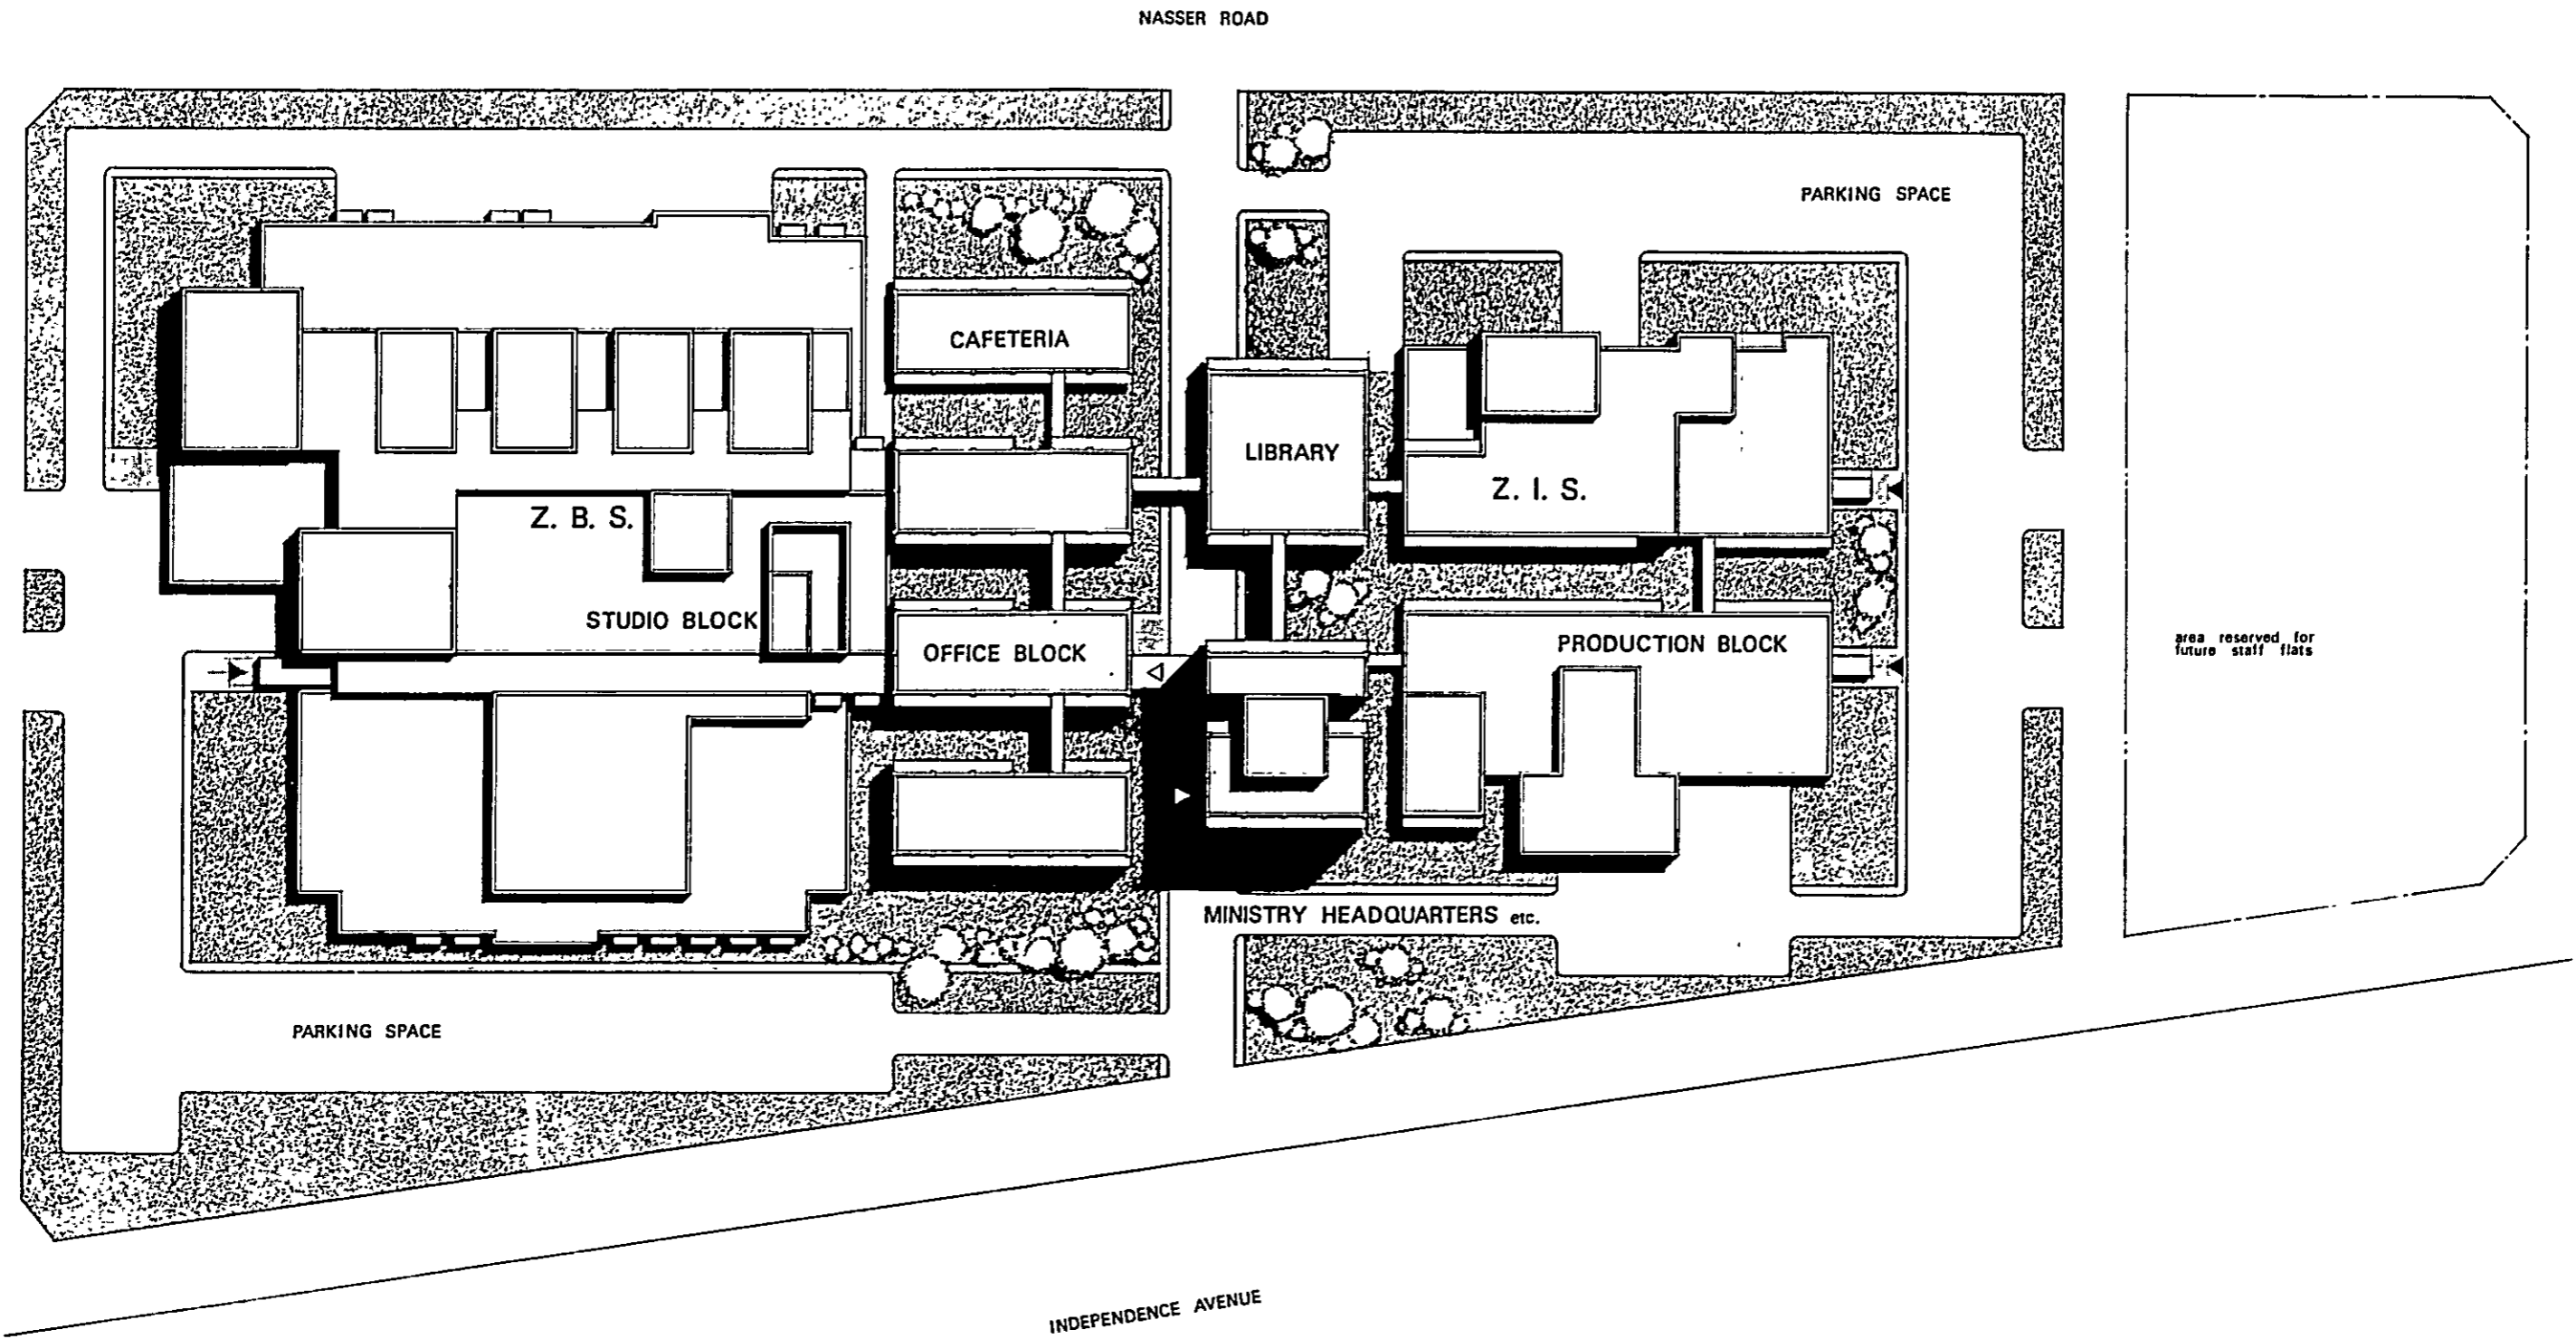 NASSER ROAD
PARKING SPACE
CAFETERIA
LIBRARY
Z. I. S.
Z. B. S.
STUDIO BLOCK
OFFICE BLOCK
PRODUCTION BLOCK
area reserved for
future staff flats
MINISTRY HEADQUARTERS etc.
PARKING SPACE
INDEPENDENCE AVENUE